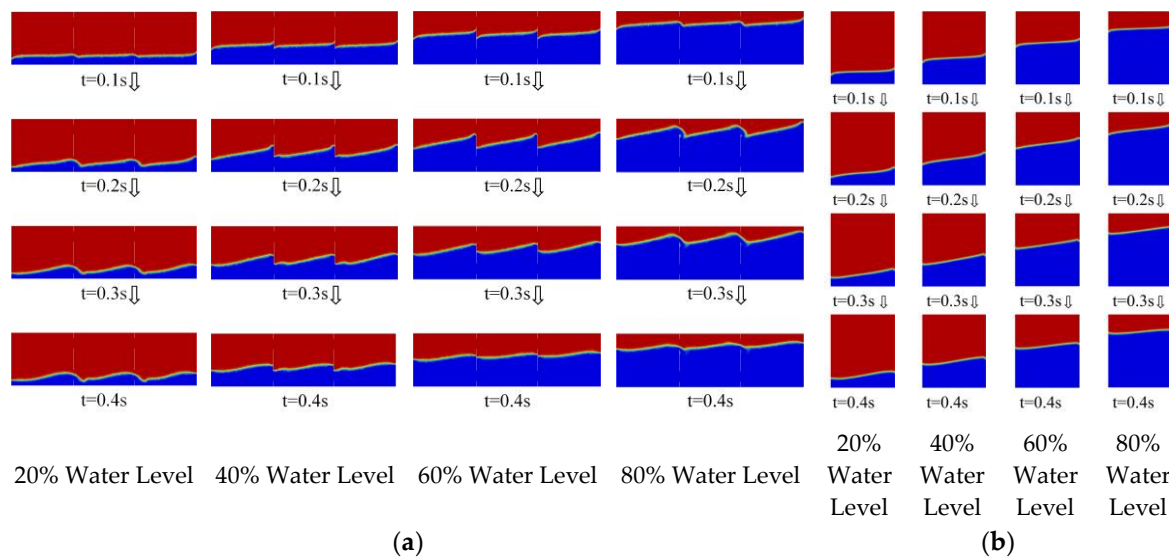 t=0.1s⇩ t=0.1s⇩ t=0.1s⇩ t=0.1s⇩ t=0.1s⇩ t=0.1s⇩ t=0.1s⇩ t=0.1s⇩
t=0.2s⇩ t=0.2s⇩ t=0.2s⇩ t=0.2s⇩ t=0.2s⇩ t=0.2s⇩ t=0.2s⇩ t=0.2s⇩
t=0.3s⇩ t=0.3s⇩ t=0.3s⇩ t=0.3s⇩ t=0.3s⇩ t=0.3s⇩ t=0.3s⇩ t=0.3s⇩
t=0.4s t=0.4s t=0.4s t=0.4s t=0.4s t=0.4s t=0.4s t=0.4s
20% Water Level 40% Water Level 60% Water Level 80% Water Level
20% 40% 60% 80%
Water Water Water Water
Level Level Level Level
(a) (b)